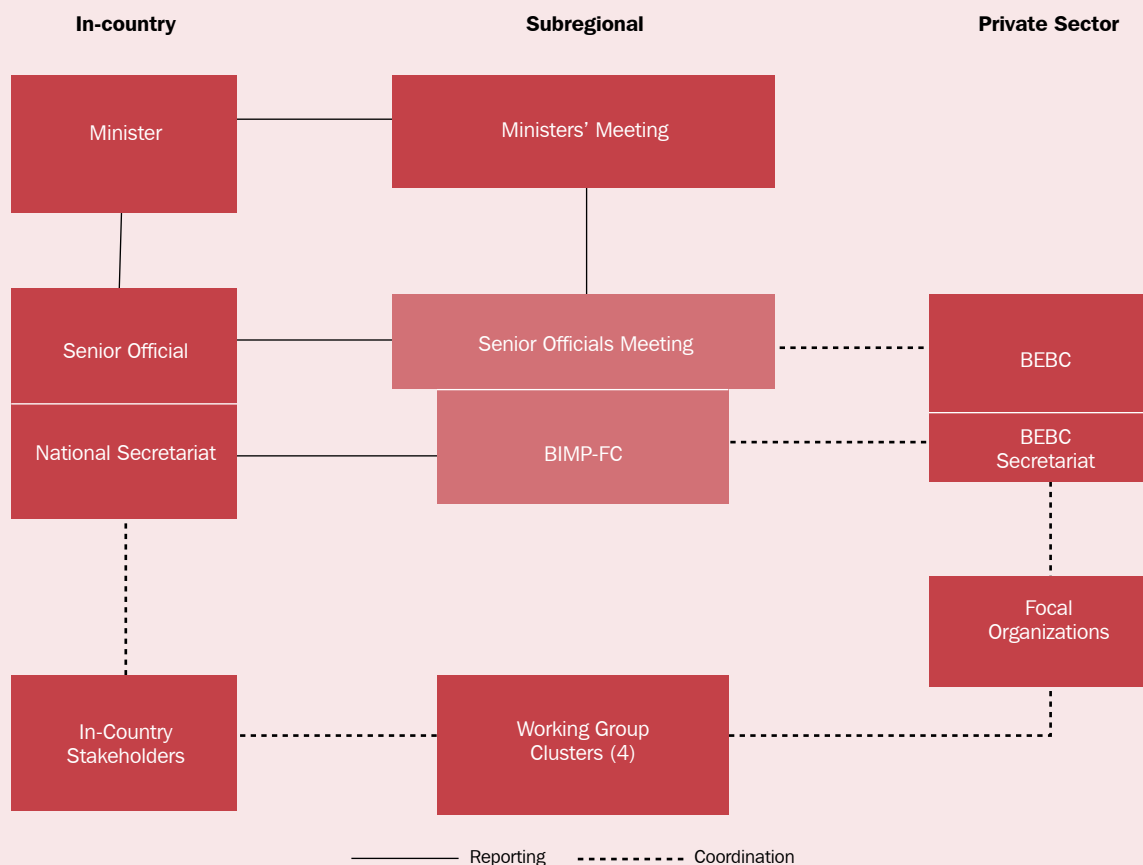 In-country
Subregional
Private Sector
Minister
Ministers’ Meeting
Senior Official
Senior Officials Meeting
BEBC
National Secretariat
BIMP-FC
BEBC
Secretariat
Focal
Organizations
In-Country
Stakeholders
Working Group
Clusters (4)
Reporting
Coordination